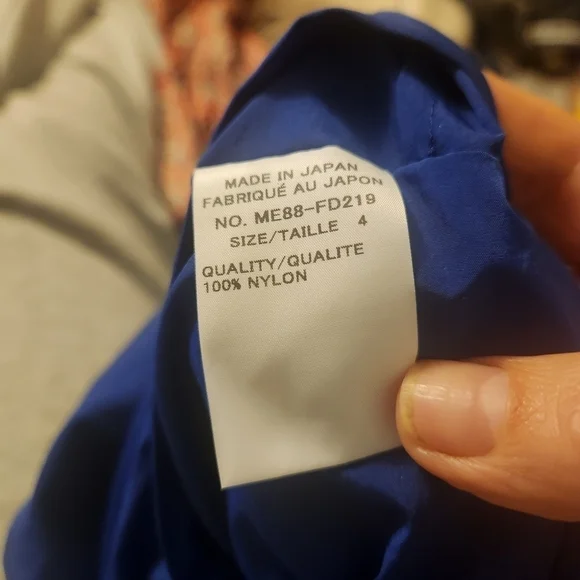 MADE IN JAPAN
FABRIQUÉ AU JAPON
NO. ME88-FD219
SIZE/TAILLE 4
QUALITY/QUALITE
100% NYLON